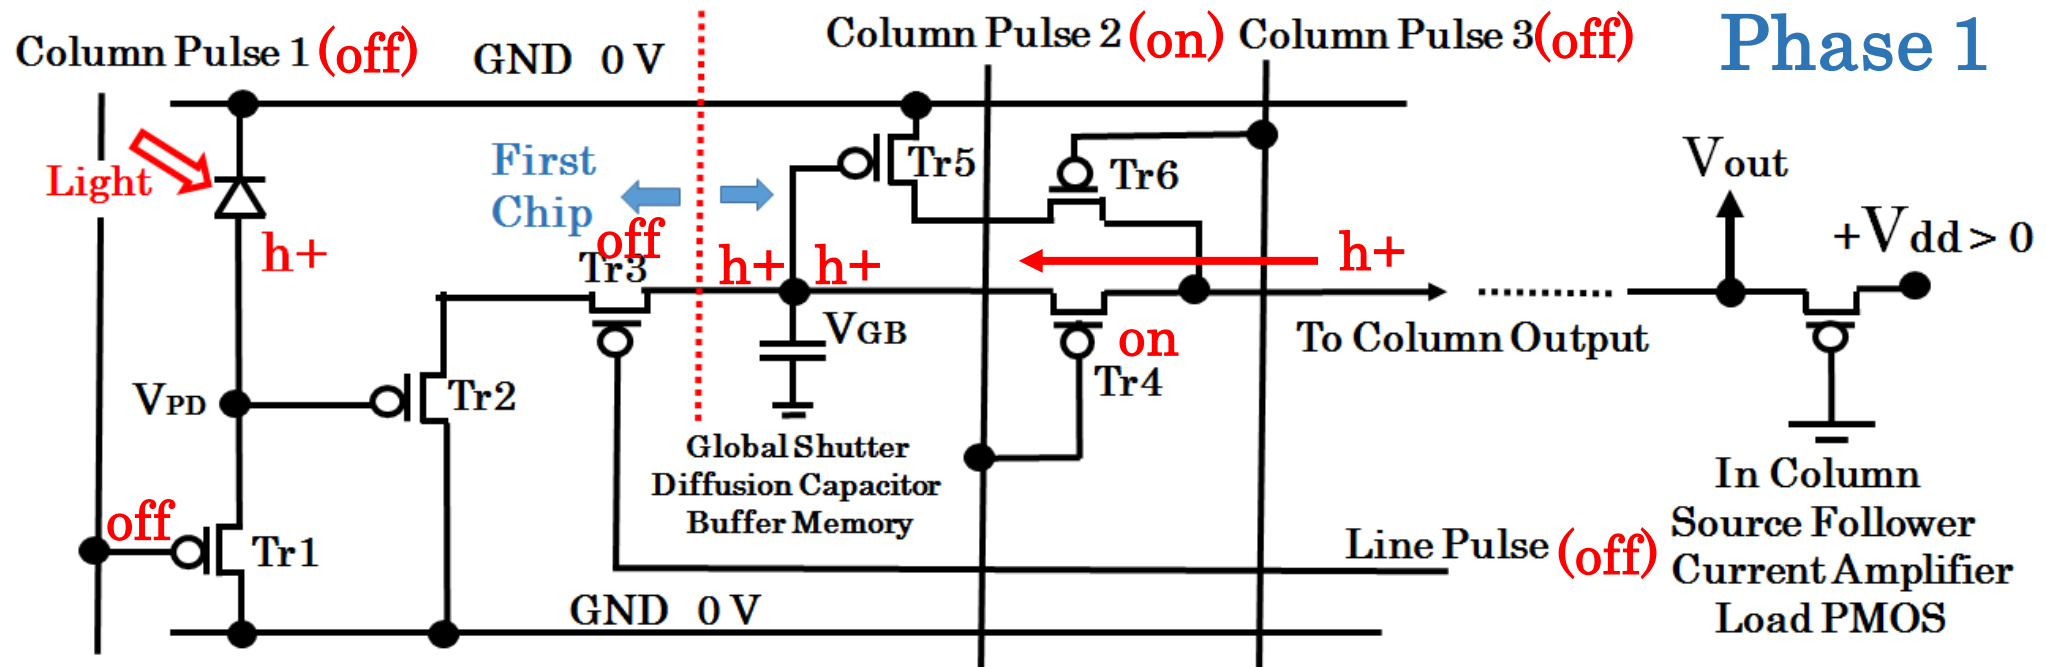 Column Pulse 1 (off)
GND 0 V
Column Pulse 2 (on)
Column Pulse 3 (off)
Phase 1
Light
First
Chip
h+
off
Tr3
h+
h+
Tr5
Tr6
h+
Vout
+Vdd > 0
VGB
on
Tr4
To Column Output
VPD
Tr2
Global Shutter
Diffusion Capacitor
Buffer Memory
off
Tr1
Line Pulse (off)
GND 0 V
In Column
Source Follower
Current Amplifier
Load PMOS